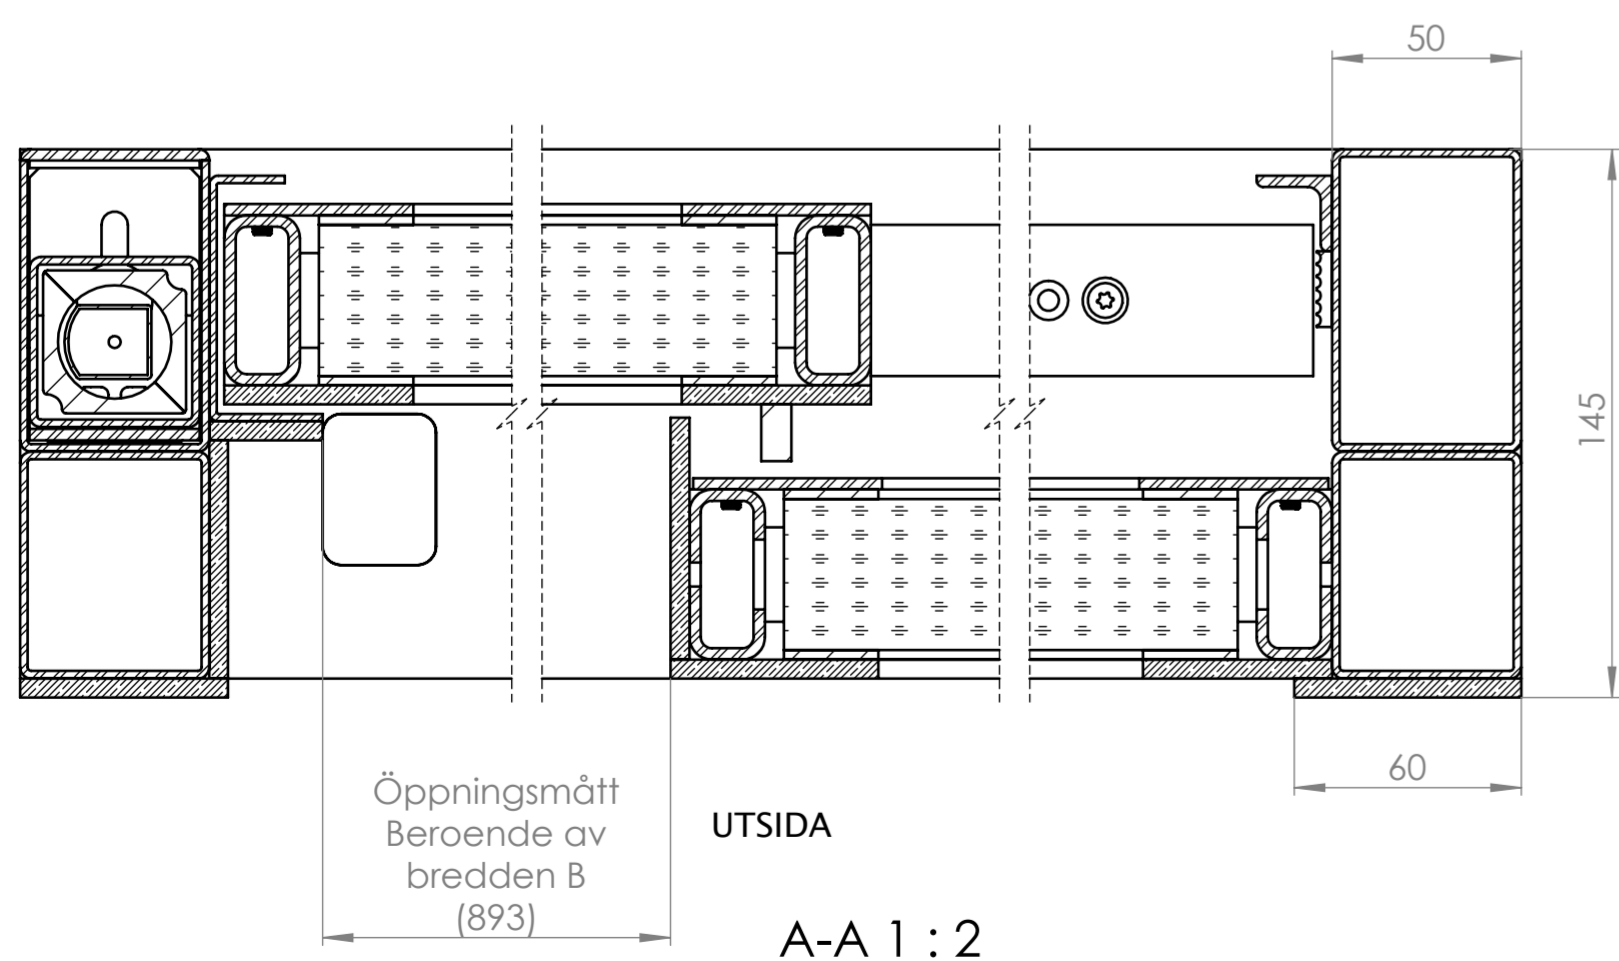 50
145
60
Öppningsmått
Beroende av
bredden B
(893)
UTSIDA
A-A 1 : 2